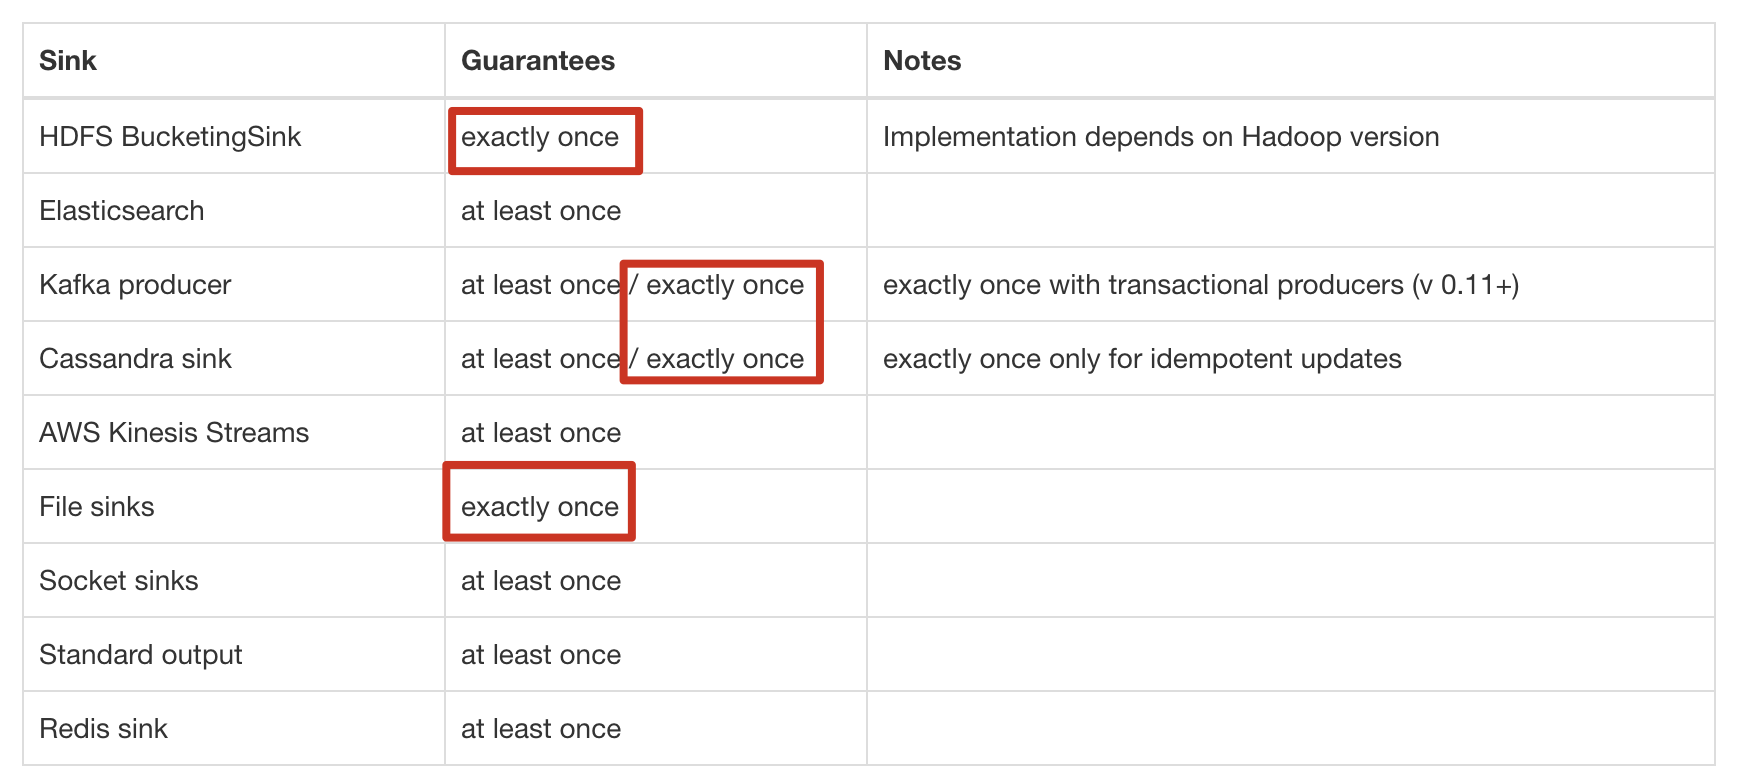 Sink Guarantees Notes
HDFS BucketingSink exactly once Implementation depends on Hadoop version
Elasticsearch at least once
Kafka producer at least once / exactly once exactly once with transactional producers (v 0.11+)
Cassandra sink at least once / exactly once exactly once only for idempotent updates
AWS Kinesis Streams at least once
File sinks exactly once
Socket sinks at least once
Standard output at least once
Redis sink at least once